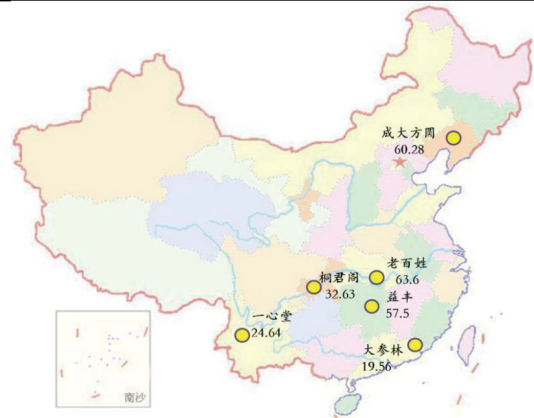 成大方圆
60.28
老百姓
63.6
桐君阁
32.63
益丰
57.5
一心堂
24.64
大参林
19.56
南沙